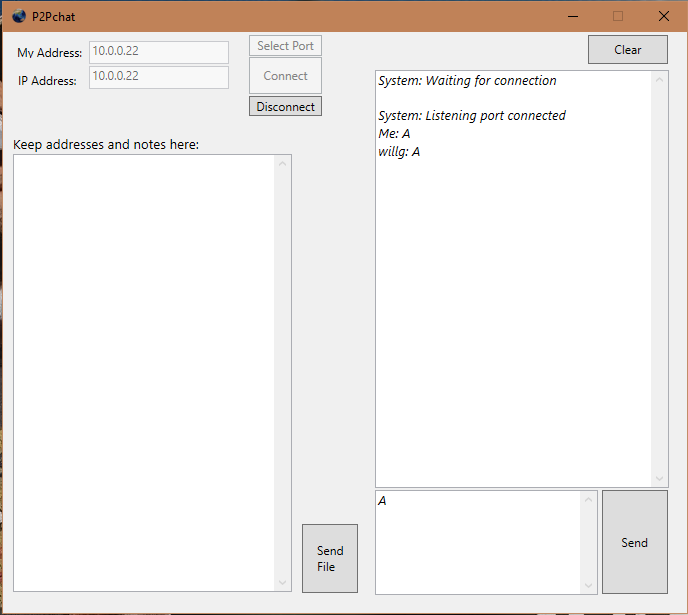 P2Pchat
My Address: 10.0.0.22
Select Port
Clear
IP Address: 10.0.0.22
Connect
Disconnect
System: Waiting for connection
System: Listening port connected
Me: A
willg: A
Keep addresses and notes here:
A
Send
File
Send